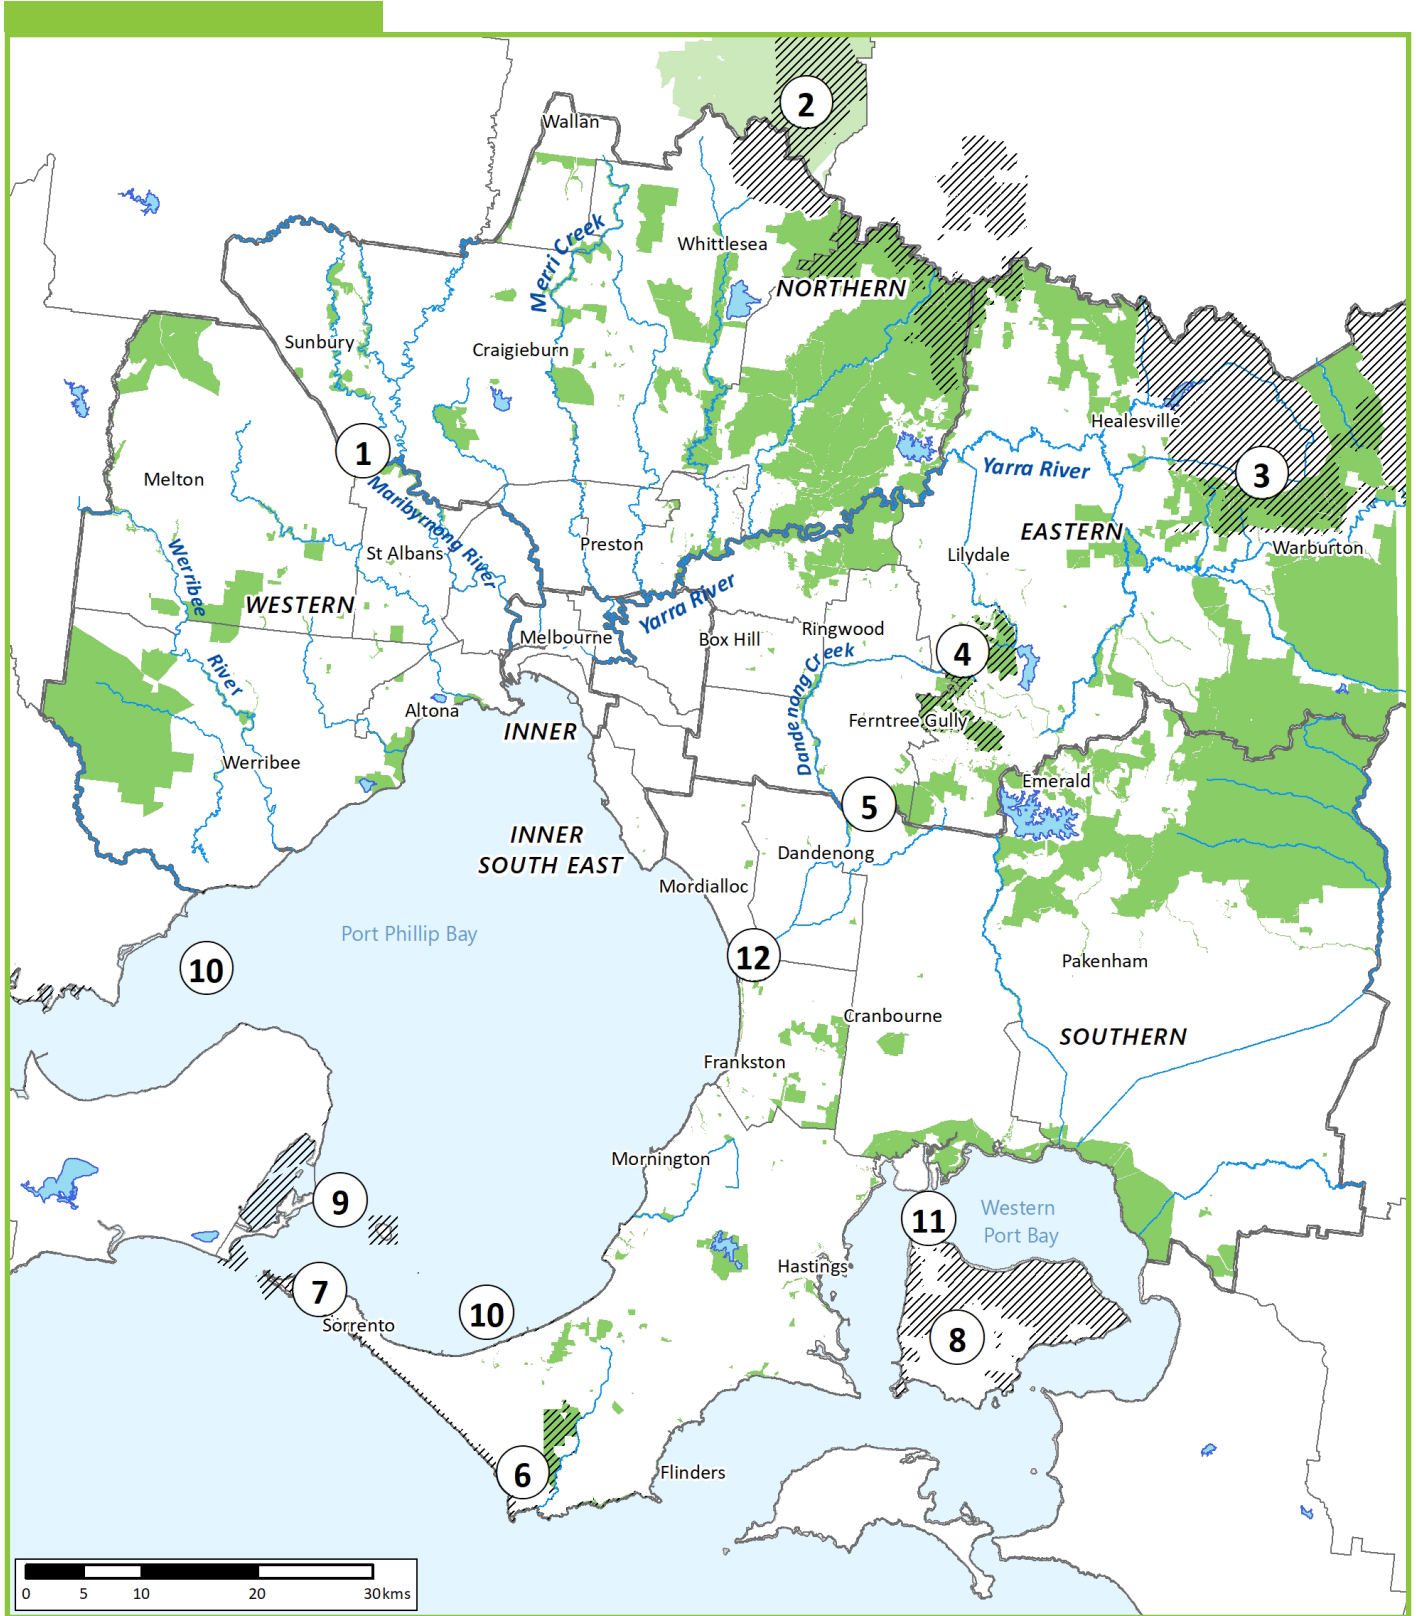 2
Wallan
Merri Creek
Whittlesea
NORTHERN
Sunbury
Craigieburn
Healesville
1
Yarra River
3
Melton
Maribyrnong River
EASTERN
St Albans
Preston
Lilydale
Warburton
Werribee
River
WESTERN
Yarra River
Melbourne
Box Hill
Ringwood
4
Dandenong Creek
Altona
INNER
Ferntree Gully
Werribee
Emerald
5
INNER
SOUTH EAST
Dandenong
Mordialloc
Port Phillip Bay
12
Pakenham
10
Cranbourne
SOUTHERN
Frankston
Mornington
9
11
Western
Port Bay
Hastings
7
10
Sorrento
8
6
Flinders
0 5 10 20 30kms